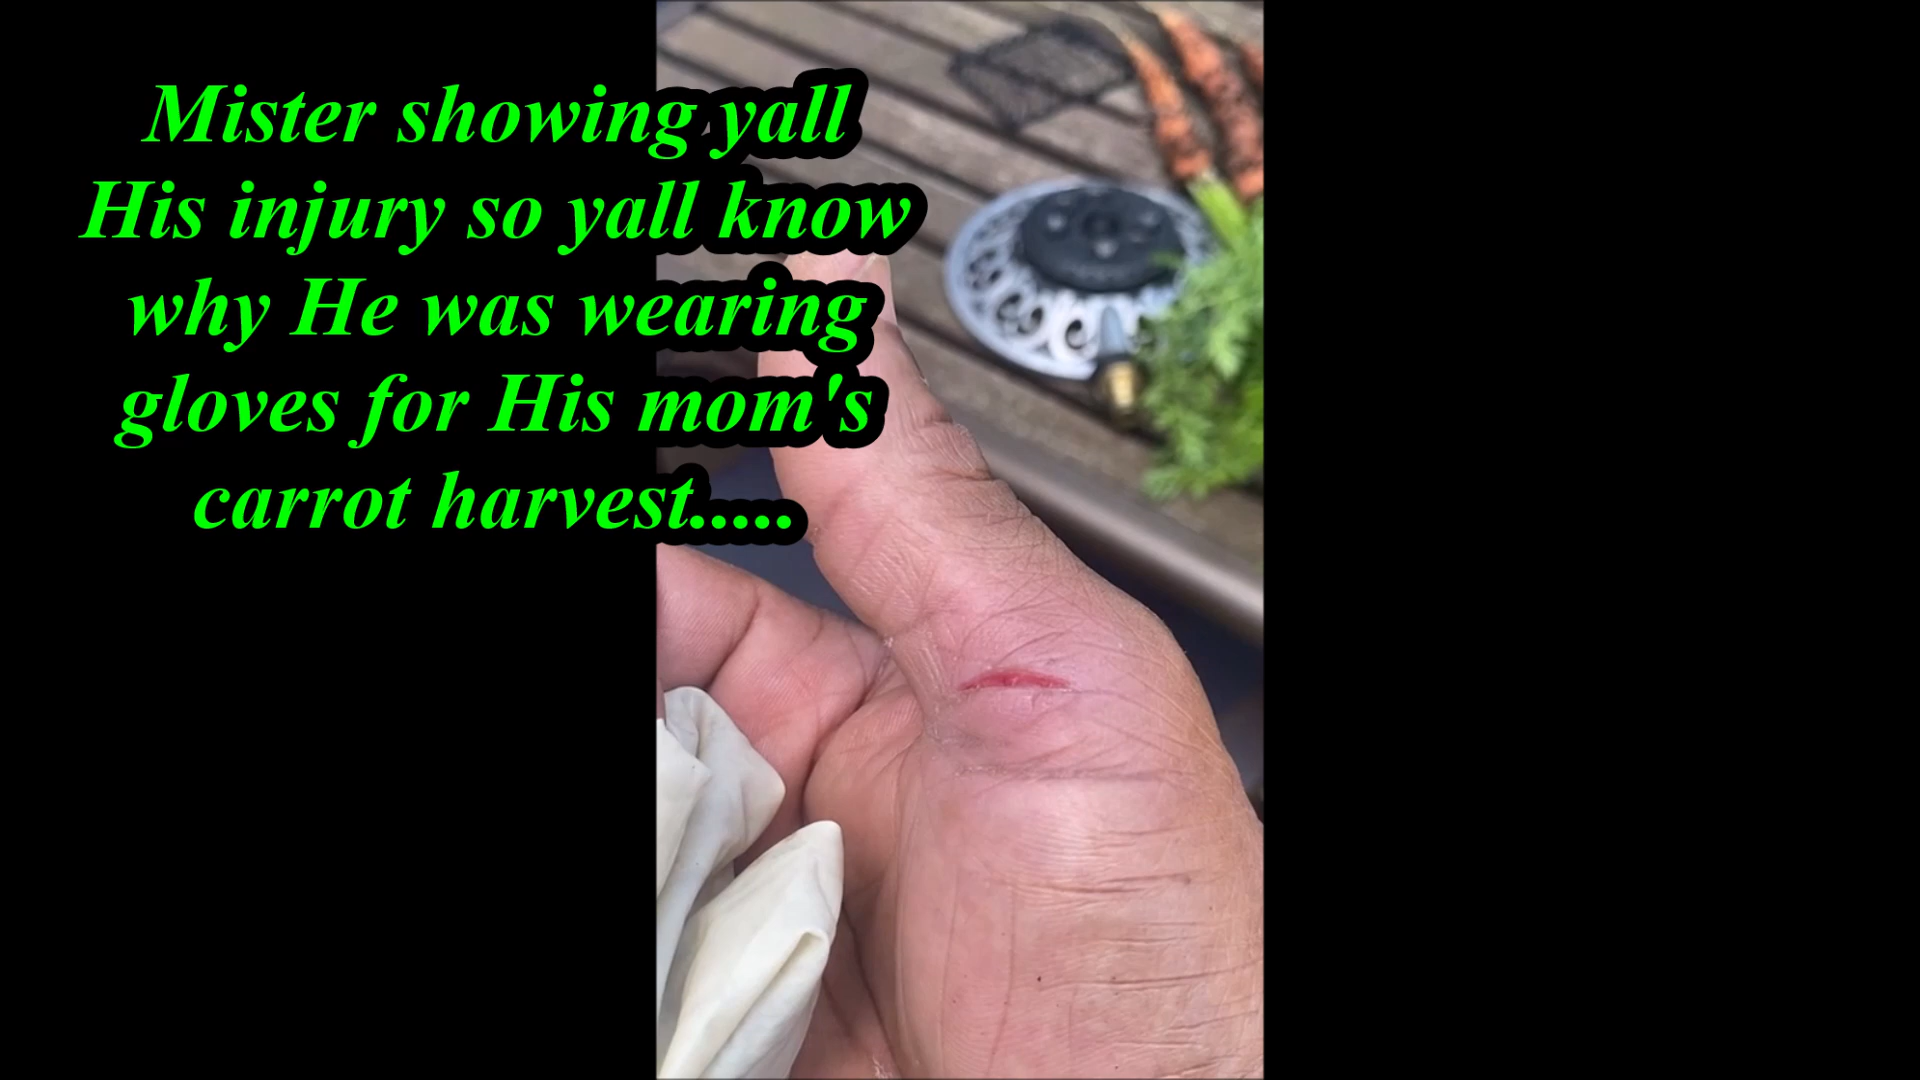 Mister showing yall
His injury so yall know
why He was wearing
gloves for His mom's
carrot harvest.....